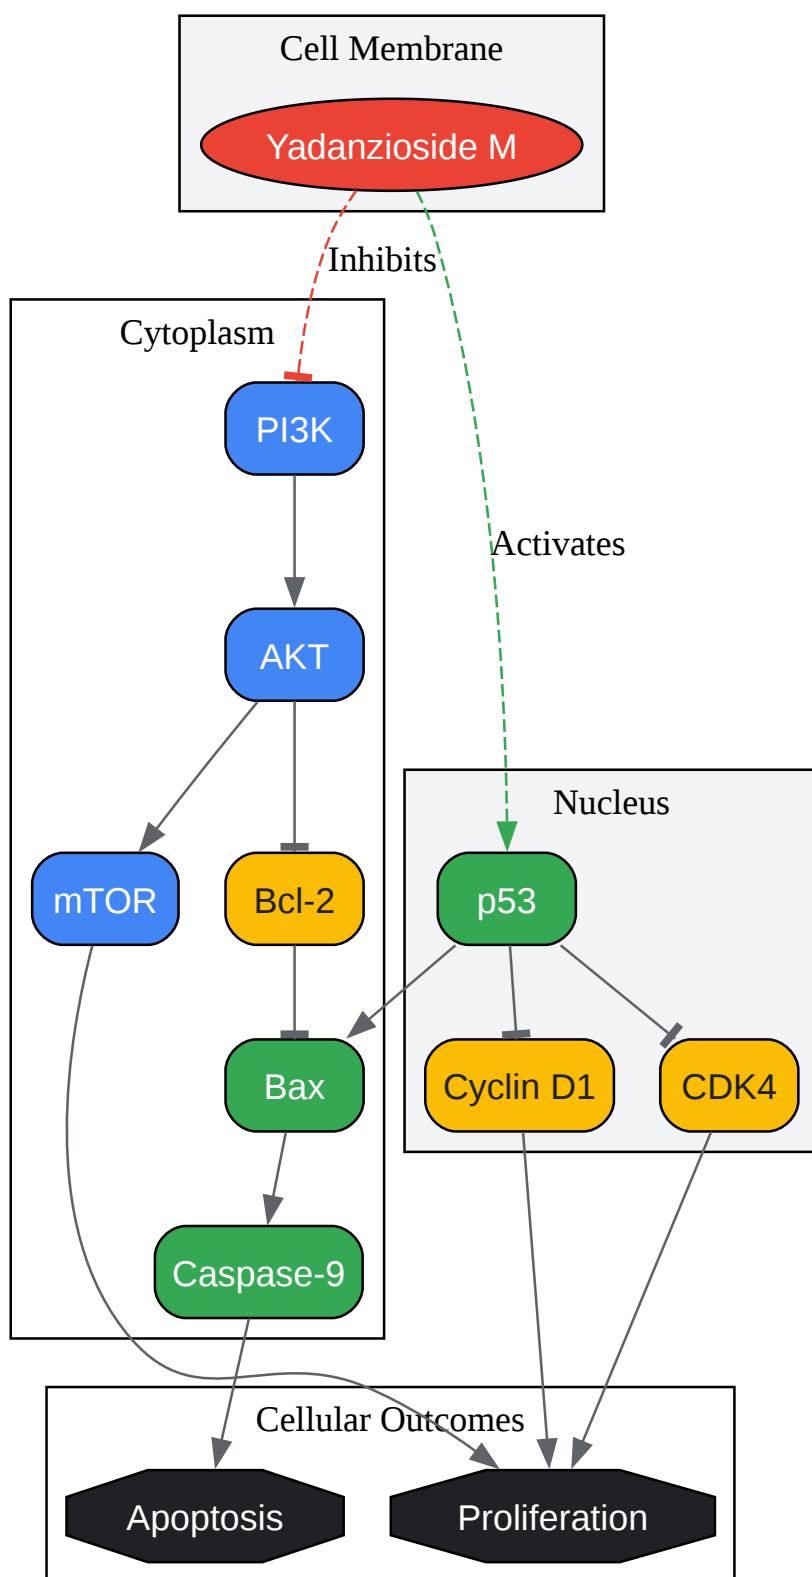 Cell Membrane
Yadanzioside M
Inhibits
Cytoplasm
PI3K
Activates
AKT
Nucleus
mTOR
Bcl-2
p53
Bax
Cyclin D1
CDK4
Caspase-9
Cellular Outcomes
Apoptosis
Proliferation